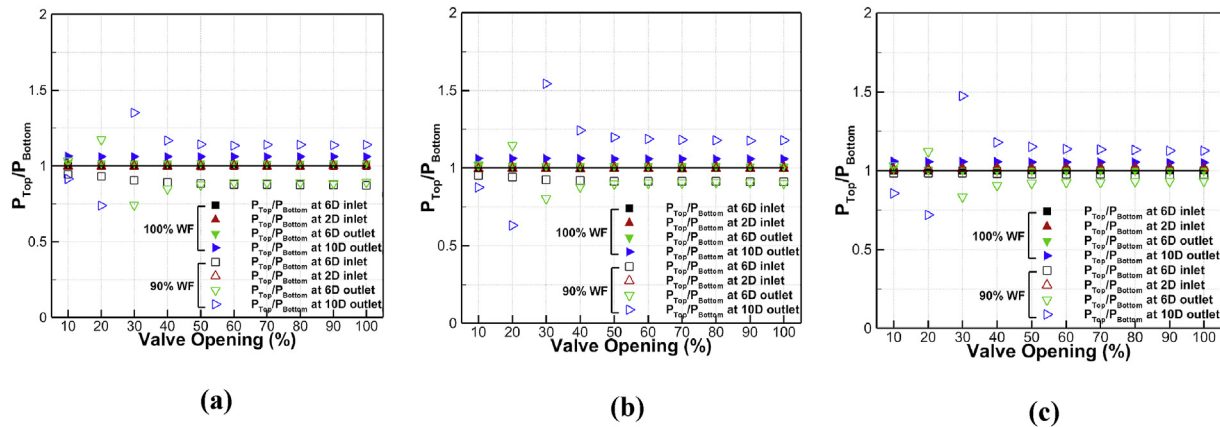 2
1.5
1
0.5
0
P_Top/P_Bottom
10 20 30 40 50 60 70 80 90 100
Valve Opening (%)
100% WF
P_Top/P_Bottom at 6D inlet
P_Top/P_Bottom at 2D inlet
P_Top/P_Bottom at 6D outlet
P_Top/P_Bottom at 10D outlet
90% WF
P_Top/P_Bottom at 6D inlet
P_Top/P_Bottom at 2D inlet
P_Top/P_Bottom at 6D outlet
P_Top/P_Bottom at 10D outlet
(a)
2
1.5
1
0.5
0
P_Top/P_Bottom
10 20 30 40 50 60 70 80 90 100
Valve Opening (%)
100% WF
P_Top/P_Bottom at 6D inlet
P_Top/P_Bottom at 2D inlet
P_Top/P_Bottom at 6D outlet
P_Top/P_Bottom at 10D outlet
90% WF
P_Top/P_Bottom at 6D inlet
P_Top/P_Bottom at 2D inlet
P_Top/P_Bottom at 6D outlet
P_Top/P_Bottom at 10D outlet
(b)
2
1.5
1
0.5
0
P_Top/P_Bottom
10 20 30 40 50 60 70 80 90 100
Valve Opening (%)
100% WF
P_Top/P_Bottom at 6D inlet
P_Top/P_Bottom at 2D inlet
P_Top/P_Bottom at 6D outlet
P_Top/P_Bottom at 10D outlet
90% WF
P_Top/P_Bottom at 6D inlet
P_Top/P_Bottom at 2D inlet
P_Top/P_Bottom at 6D outlet
P_Top/P_Bottom at 10D outlet
(c)